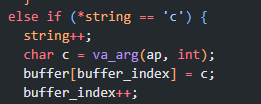 else if (*string == 'c') {
string++;
char c = va_arg(ap, int);
buffer[buffer_index] = c;
buffer_index++;